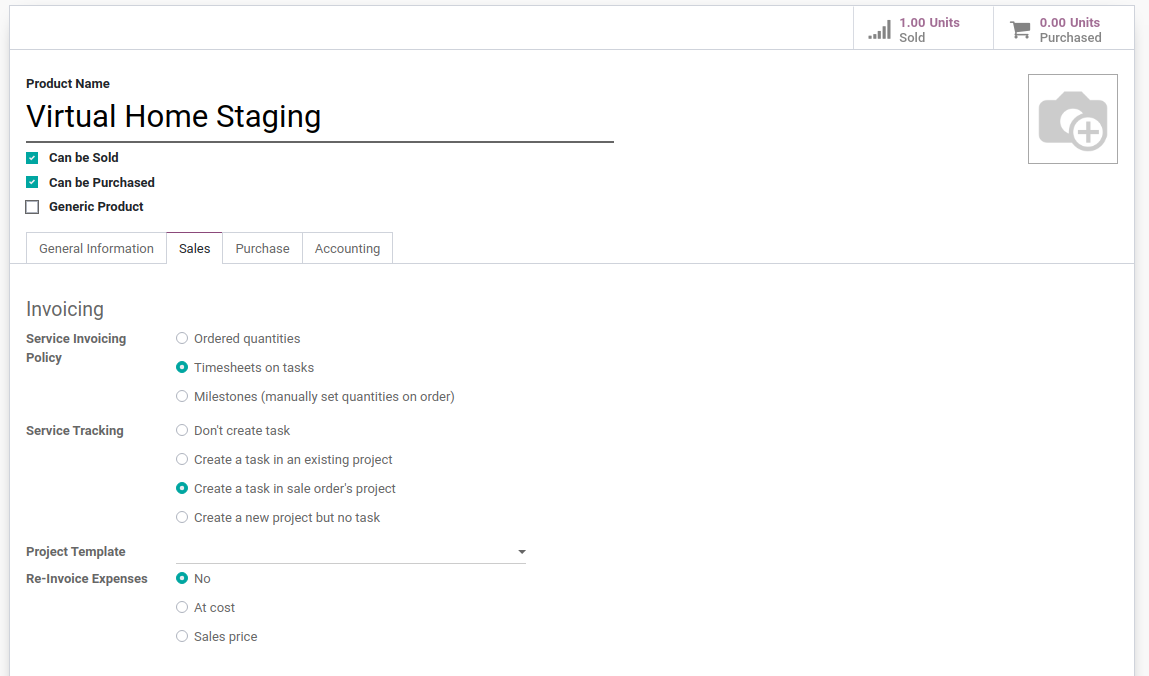 1.00 Units
Sold
0.00 Units
Purchased
Product Name
Virtual Home Staging
Can be Sold
Can be Purchased
Generic Product
General Information
Sales
Purchase
Accounting
Invoicing
Service Invoicing
Policy
Ordered quantities
Timesheets on tasks
Milestones (manually set quantities on order)
Service Tracking
Don't create task
Create a task in an existing project
Create a task in sale order's project
Create a new project but no task
Project Template
Re-Invoice Expenses
No
At cost
Sales price